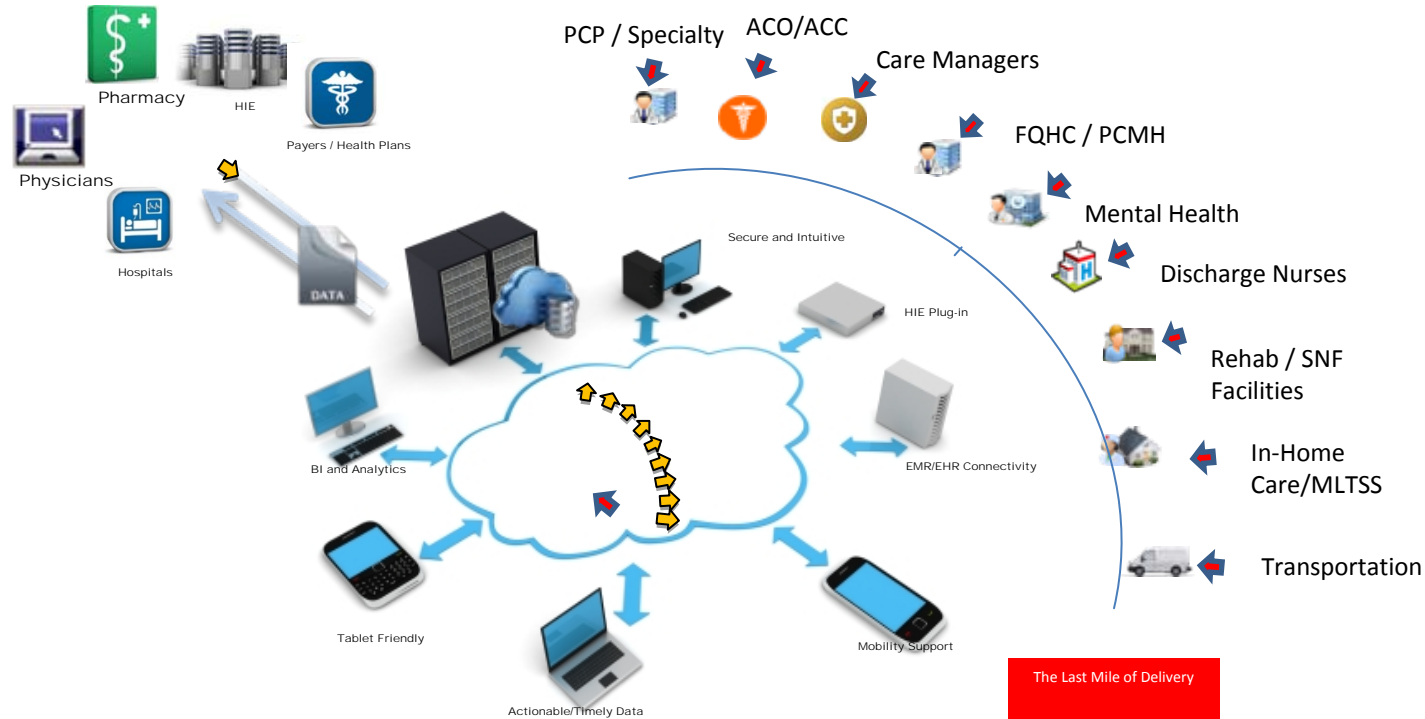 PCP / Specialty
ACO/ACC
Care Managers
Pharmacy
HIE
Payers / Health Plans
FQHC / PCMH
Physicians
Mental Health
Hospitals
Secure and Intuitive
Discharge Nurses
DATA
HIE Plug-in
Rehab / SNF
Facilities
BI and Analytics
EMR/EHR Connectivity
In-Home
Care/MLTSS
Transportation
Tablet Friendly
Mobility Support
The Last Mile of Delivery
Actionable/Timely Data